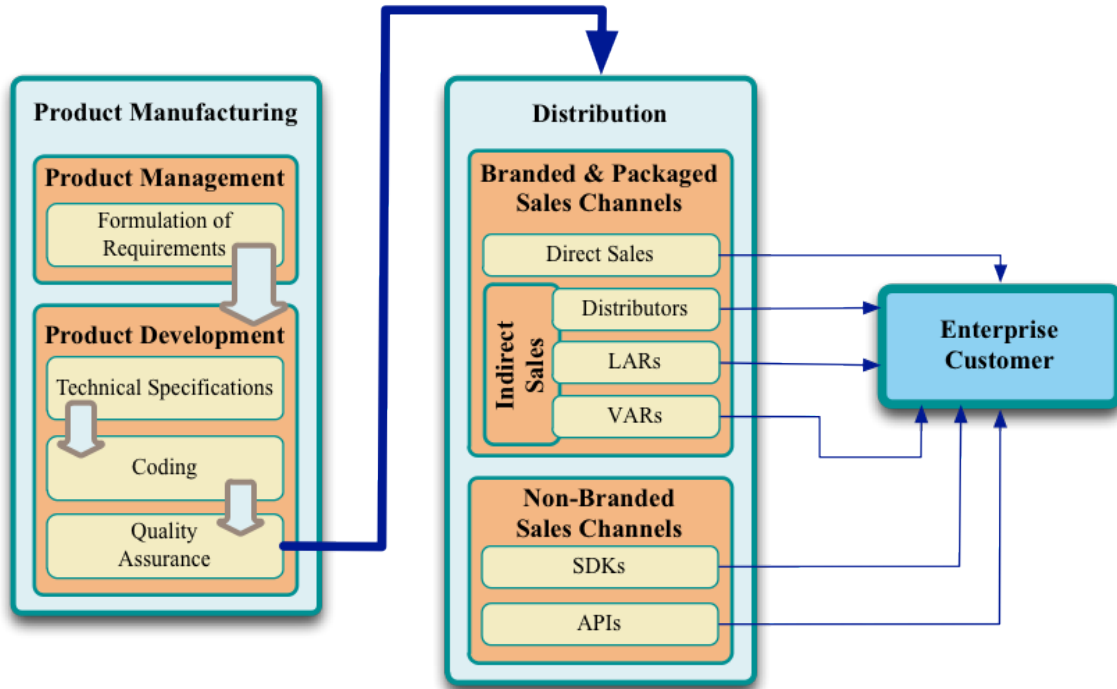 Product Manufacturing
Product Management
Formulation of
Requirements
Product Development
Technical Specifications
Coding
Quality
Assurance
Distribution
Branded & Packaged
Sales Channels
Direct Sales
Indirect
Sales
Distributors
LARs
VARs
Non-Branded
Sales Channels
SDKs
APIs
Enterprise
Customer